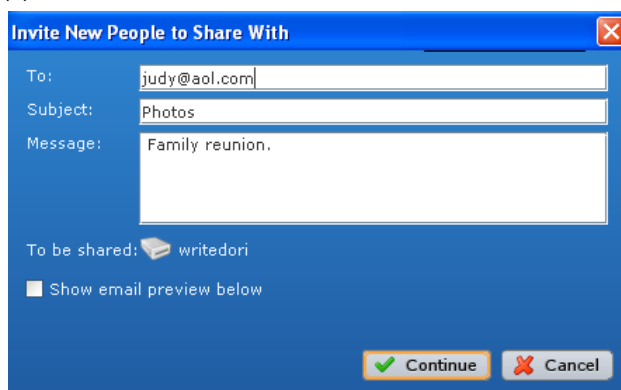 Invite New People to Share With
To: judy@aol.com
Subject: Photos
Message: Family reunion.
To be shared: writedori
Show email preview below
Continue Cancel